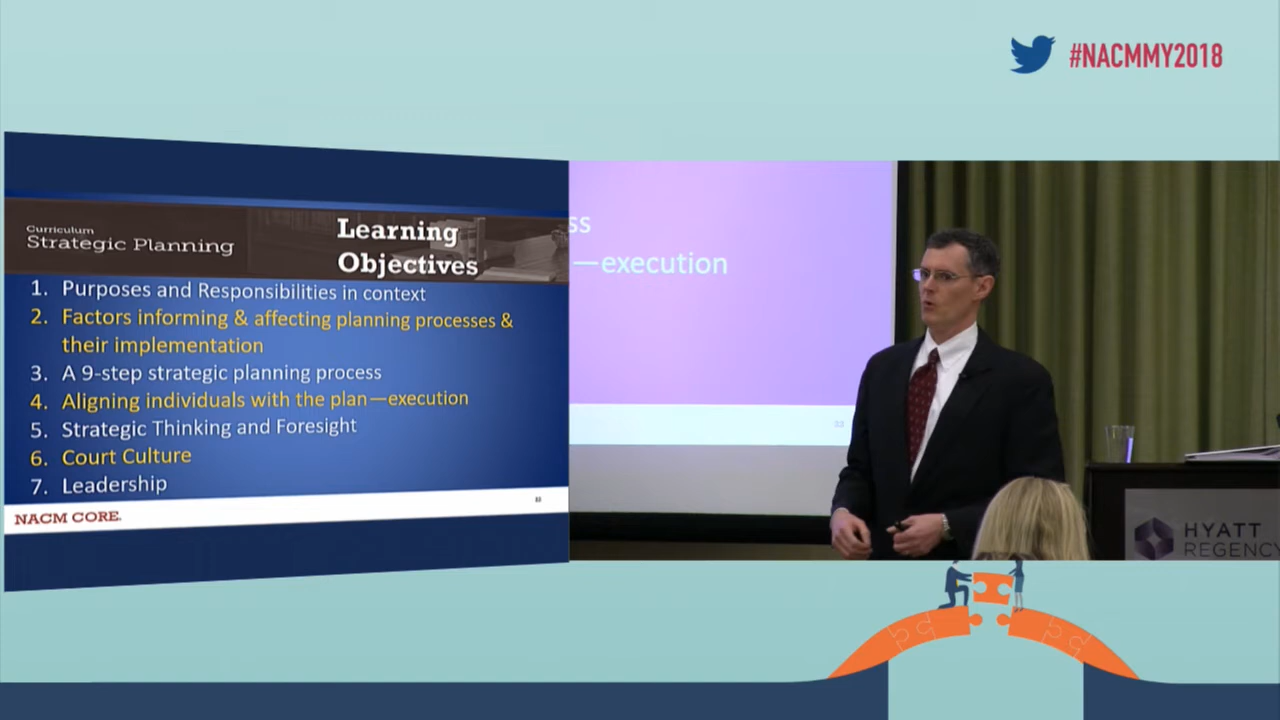 #NACMMY2018
Curriculum
Strategic Planning
Learning
Objectives
1. Purposes and Responsibilities in context
2. Factors informing & affecting planning processes &
their implementation
3. A 9-step strategic planning process
4. Aligning individuals with the plan—execution
5. Strategic Thinking and Foresight
6. Court Culture
7. Leadership
NACM CORE.
ss
—execution
HYATT
REGENCY